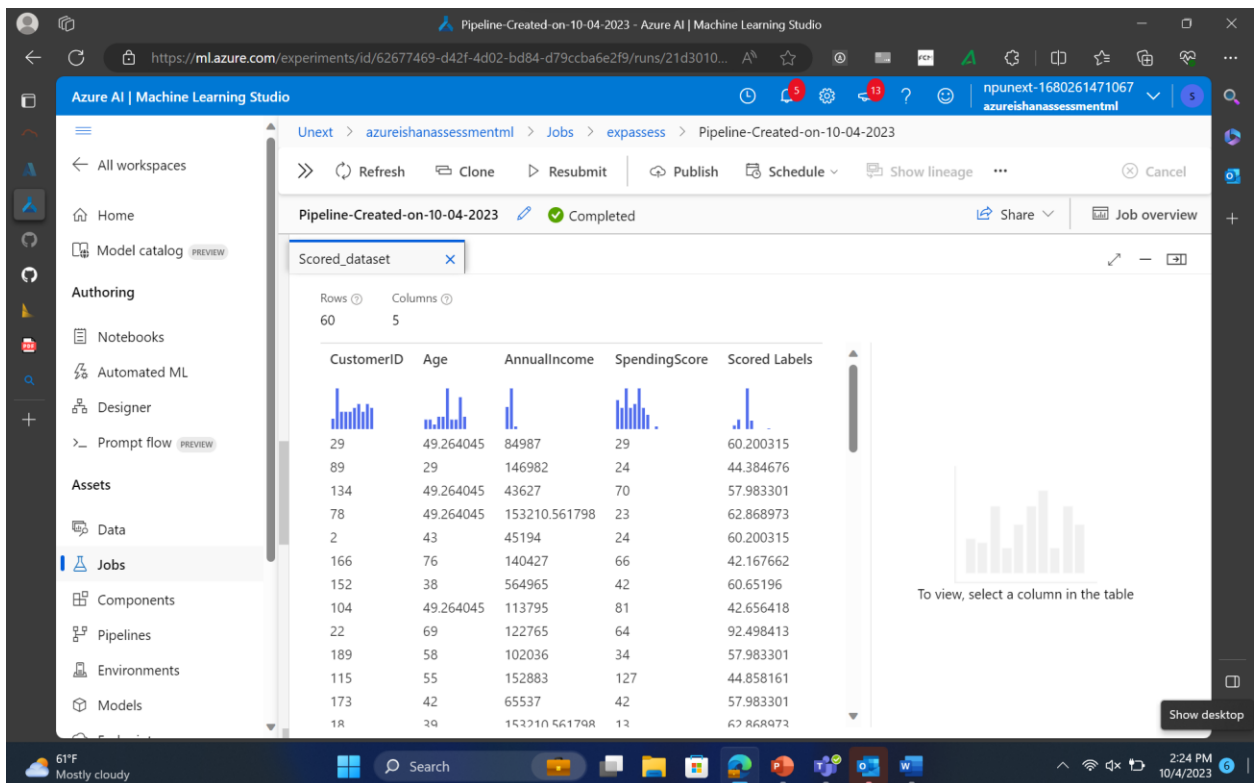 Pipeline-Created-on-10-04-2023 - Azure AI | Machine Learning Studio
https://ml.azure.com/experiments/id/62677469-d42f-4d02-bd84-d79ccba6e2f9/runs/21d3010...
Azure AI | Machine Learning Studio
5
13
npunext-1680261471067
azureishanassessmentml
S
All workspaces
Home
Model catalog PREVIEW
Authoring
Notebooks
Automated ML
Designer
Prompt flow PREVIEW
Assets
Data
Jobs
Components
Pipelines
Environments
Models
Unext > azureishanassessmentml > Jobs > expassess > Pipeline-Created-on-10-04-2023
Refresh Clone Resubmit Publish Schedule Show lineage ... Cancel
Pipeline-Created-on-10-04-2023 Completed Share Job overview
Scored_dataset
Rows Columns
60 5
CustomerID Age AnnualIncome SpendingScore Scored Labels
29 49.264045 84987 29 60.200315
89 29 146982 24 44.384676
134 49.264045 43627 70 57.983301
78 49.264045 153210.561798 23 62.868973
2 43 45194 24 60.200315
166 76 140427 66 42.167662
152 38 564965 42 60.65196
104 49.264045 113795 81 42.656418
22 69 122765 64 92.498413
189 58 102036 34 57.983301
115 55 152883 127 44.858161
173 42 65537 42 57.983301
18 39 153210.561798 13 62.868973
To view, select a column in the table
Show desktop
61°F
Mostly cloudy
Search
2:24 PM
10/4/2023
6